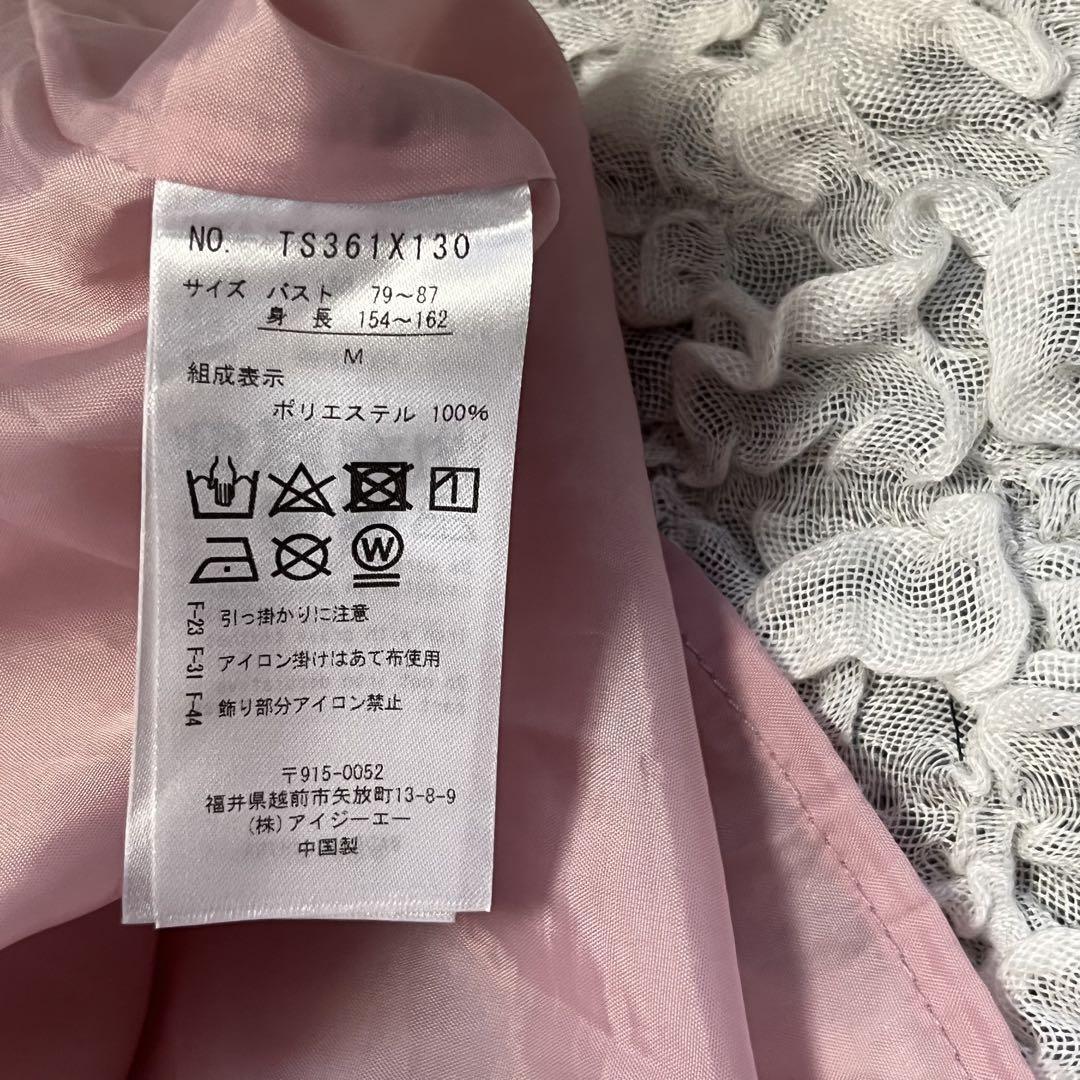 NO. TS361X130
サイズ バスト 79～87
身長 154～162
M
組成表示
ポリエステル 100%
W
F-23 引っ掛かりに注意
F-31 アイロン掛けはあて布使用
F-44 飾り部分アイロン禁止
〒915-0052
福井県越前市矢放町13-8-9
(株)アイジーエー
中国製